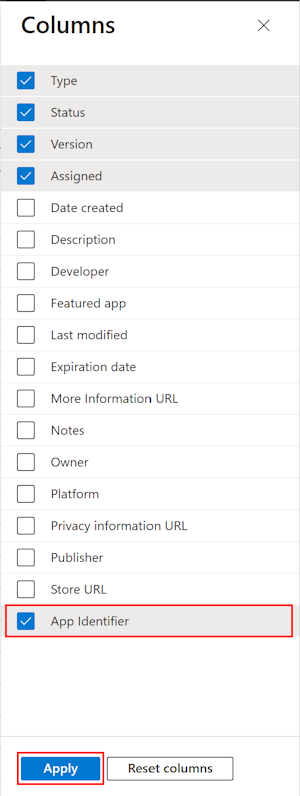 Columns
Type
Status
Version
Assigned
Date created
Description
Developer
Featured app
Last modified
Expiration date
More Information URL
Notes
Owner
Platform
Privacy information URL
Publisher
Store URL
App Identifier
Apply Reset columns